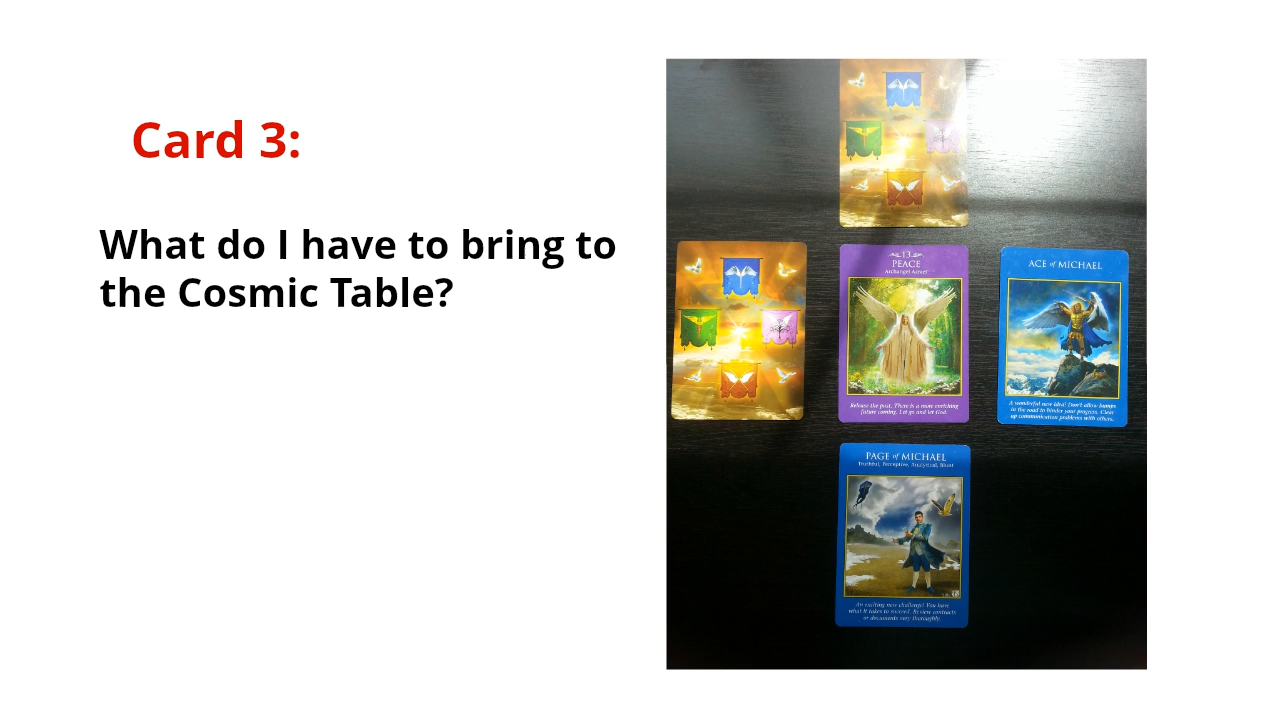 Card 3:
What do I have to bring to
the Cosmic Table?
13
PEACE
Archangel Azrael
Release the past. There is a more enriching
future coming. Let go and let God.
ACE of MICHAEL
A wonderful new idea! Don't allow bumps
in the road to hinder your progress. Clear
up communication problems with others.
PAGE of MICHAEL
Truthful, Perceptive, Analytical, Blunt
An exciting new challenge! You have
what it takes to succeed. Review contracts
or documents very thoroughly.